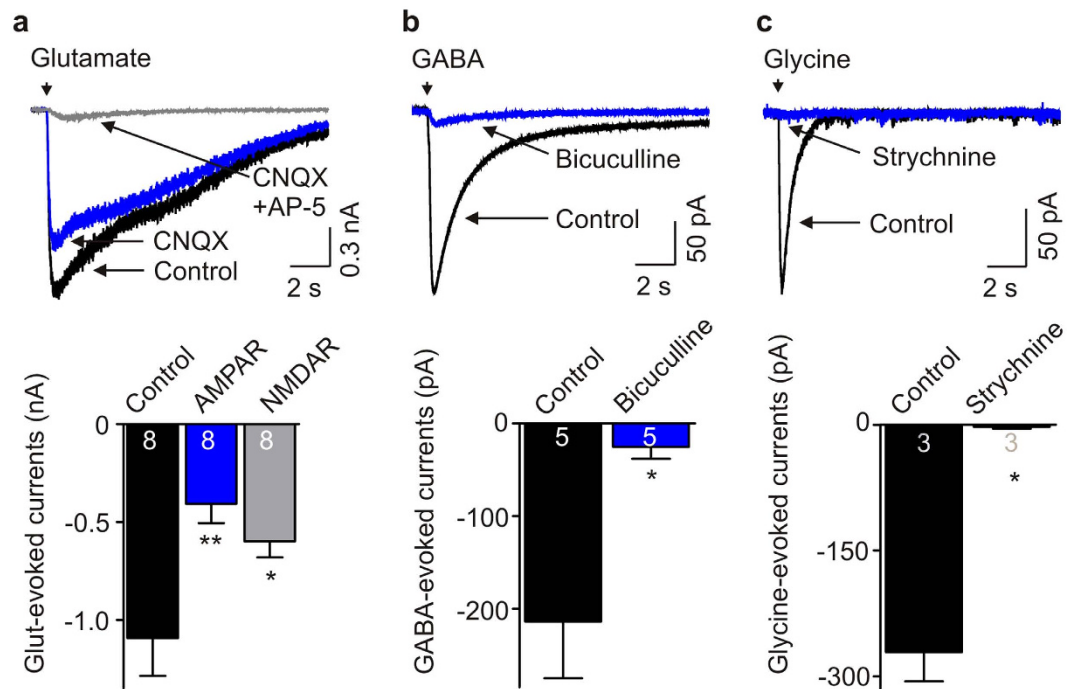 a
Glutamate
CNQX
+AP-5
CNQX
Control
0.3 nA
2 s
b
GABA
Bicuculline
Control
50 pA
2 s
c
Glycine
Strychnine
Control
50 pA
2 s
Glut-evoked currents (nA)
Control
AMPAR
NMDAR
0
-0.5
-1.0
8
8
8
**
*
GABA-evoked currents (pA)
Control
Bicuculline
0
-100
-200
5
5
*
Glycine-evoked currents (pA)
Control
Strychnine
0
-150
-300
3
3
*